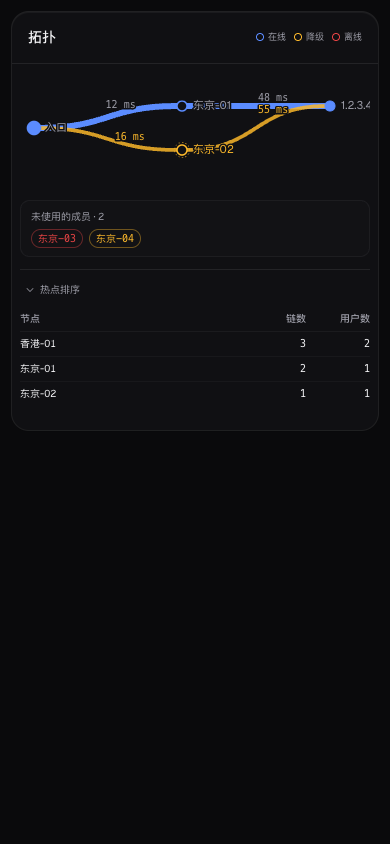 拓扑
在线 降级 离线
12 ms
48 ms
东京-01
1.2.3.4
55 ms
入口
16 ms
东京-02
未使用的成员 · 2
东京-03 东京-04
热点排序
节点 链数 用户数
香港-01 3 2
东京-01 2 1
东京-02 1 1